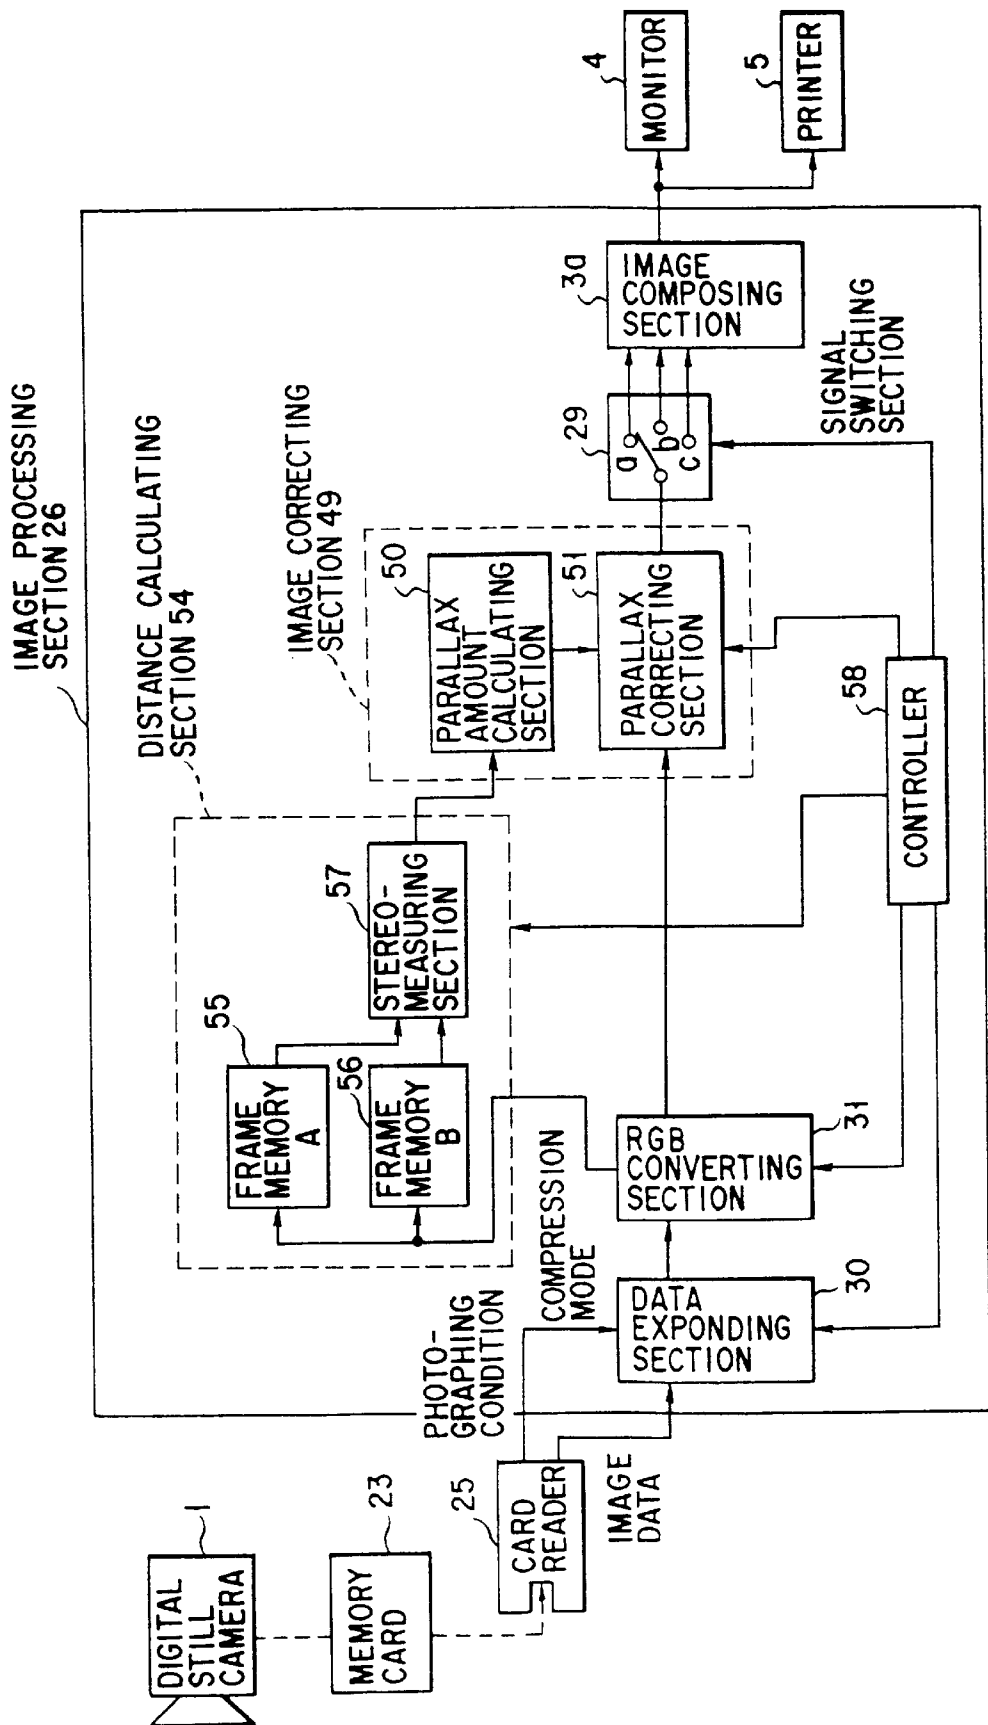 IMAGE PROCESSING
SECTION 26
DISTANCE CALCULATING
SECTION 54
IMAGE CORRECTING
SECTION 49
DIGITAL
STILL
CAMERA
1
MEMORY
CARD
23
CARD
READER
25
PHOTO-
GRAPHING
CONDITION
IMAGE
DATA
COMPRESSION
MODE
DATA
EXPONDING
SECTION
30
RGB
CONVERTING
SECTION
31
FRAME
MEMORY
A
55
FRAME
MEMORY
B
56
STEREO-
MEASURING
SECTION
57
PARALLAX
AMOUNT
CALCULATING
SECTION
50
PARALLAX
CORRECTING
SECTION
51
CONTROLLER
58
29
a
b
c
SIGNAL
SWITCHING
SECTION
IMAGE
COMPOSING
SECTION
3a
MONITOR
4
PRINTER
5